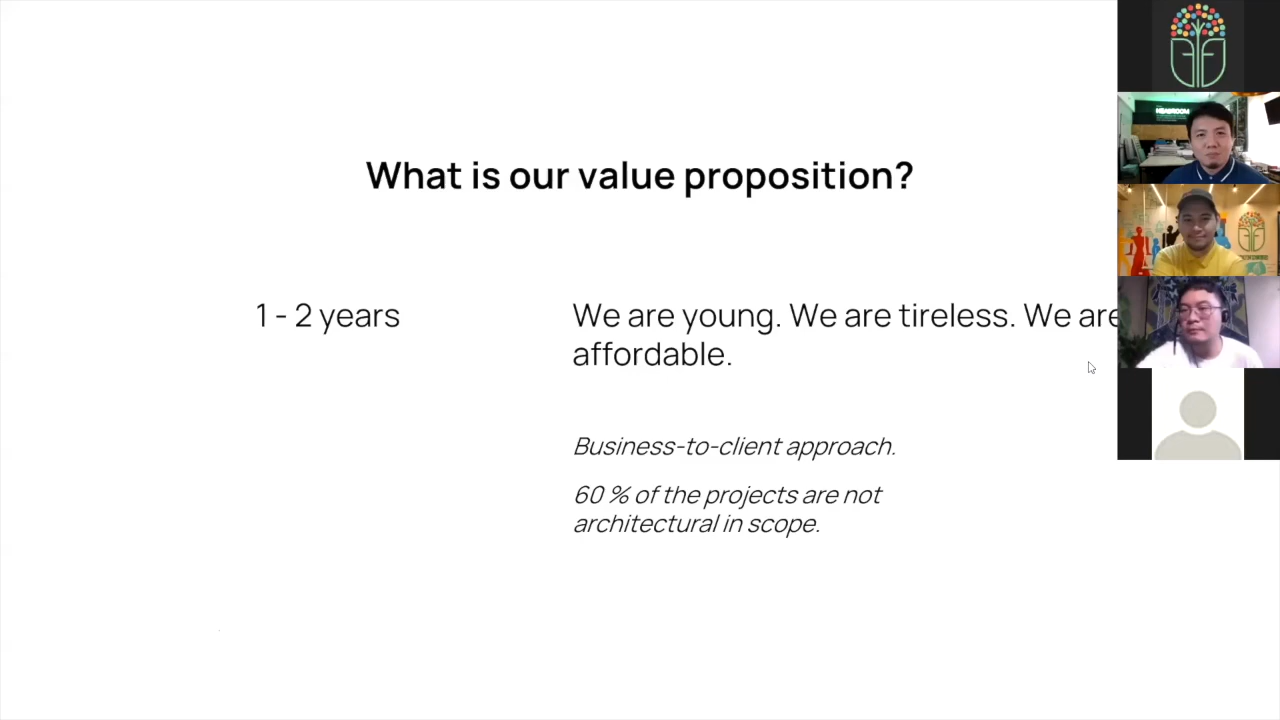 What is our value proposition?
1 - 2 years
We are young. We are tireless. We are
affordable.
Business-to-client approach.
60 % of the projects are not
architectural in scope.
HEADROOM